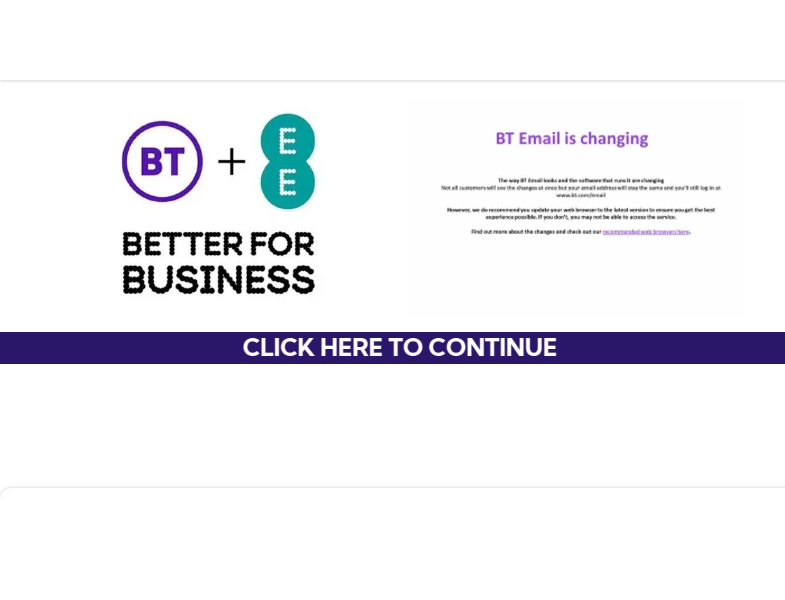 BT + EE
BETTER FOR
BUSINESS
BT Email is changing
The way BT Email looks and the software that runs it are changing
Not all customers will see the changes at once but your email address will stay the same and you'll still log in at
www.bt.com/email
However, we do recommend you update your web browser to the latest version to ensure you get the best
experience possible. If you don't, you may not be able to access the service.
Find out more about the changes and check out our recommended web browsers here.
CLICK HERE TO CONTINUE